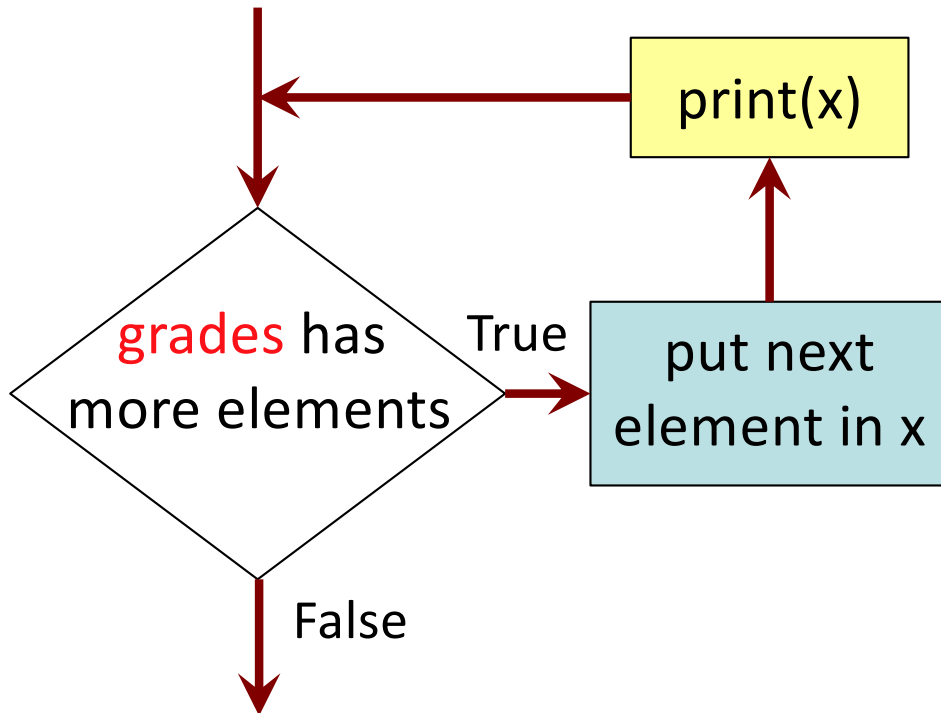 print(x)
grades has
more elements
True
put next
element in x
False